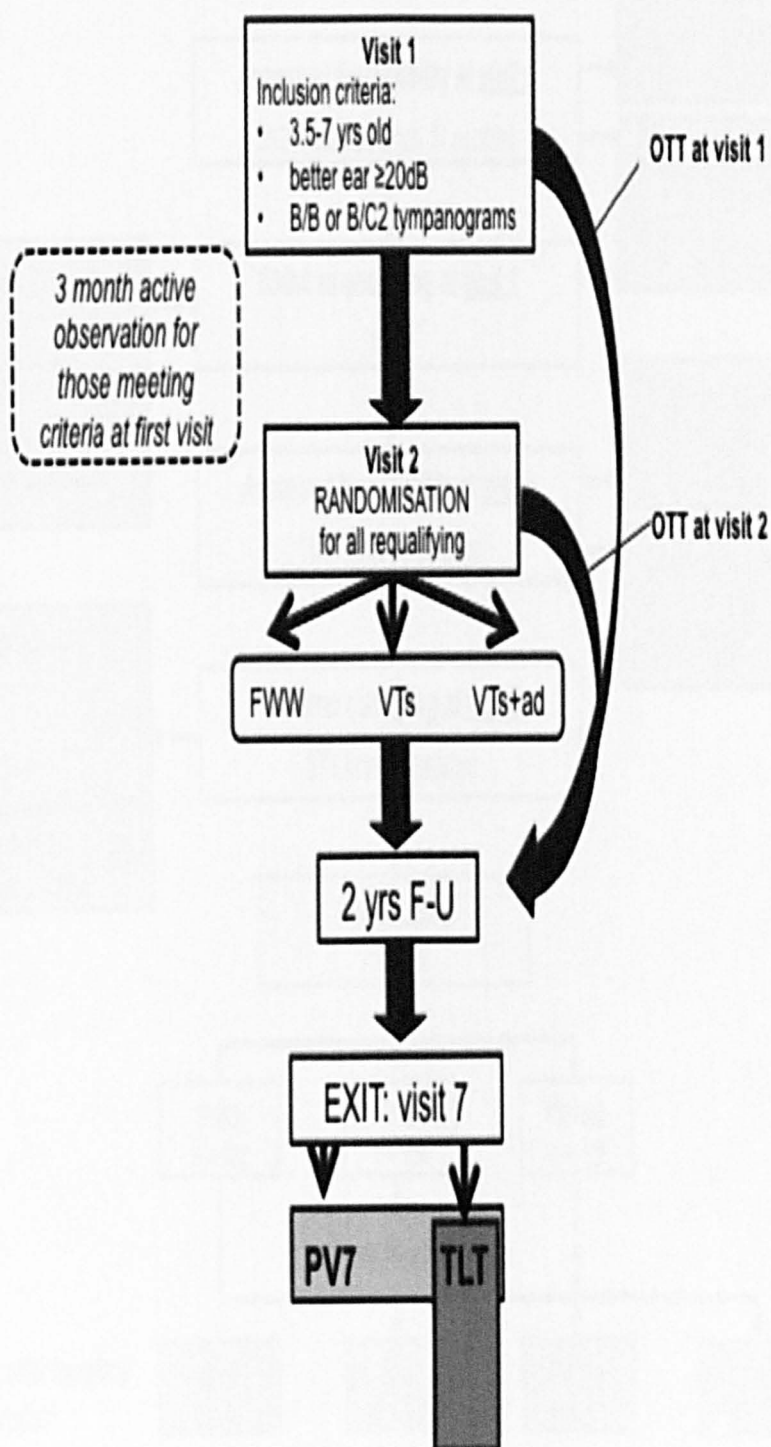 Visit 1
Inclusion criteria:
• 3.5-7 yrs old
• better ear ≥20dB
• B/B or B/C2 tympanograms
OTT at visit 1
3 month active
observation for
those meeting
criteria at first visit
Visit 2
RANDOMISATION
for all requalifying
OTT at visit 2
FWW VTs VTs+ad
2 yrs F-U
EXIT: visit 7
PV7 TLT